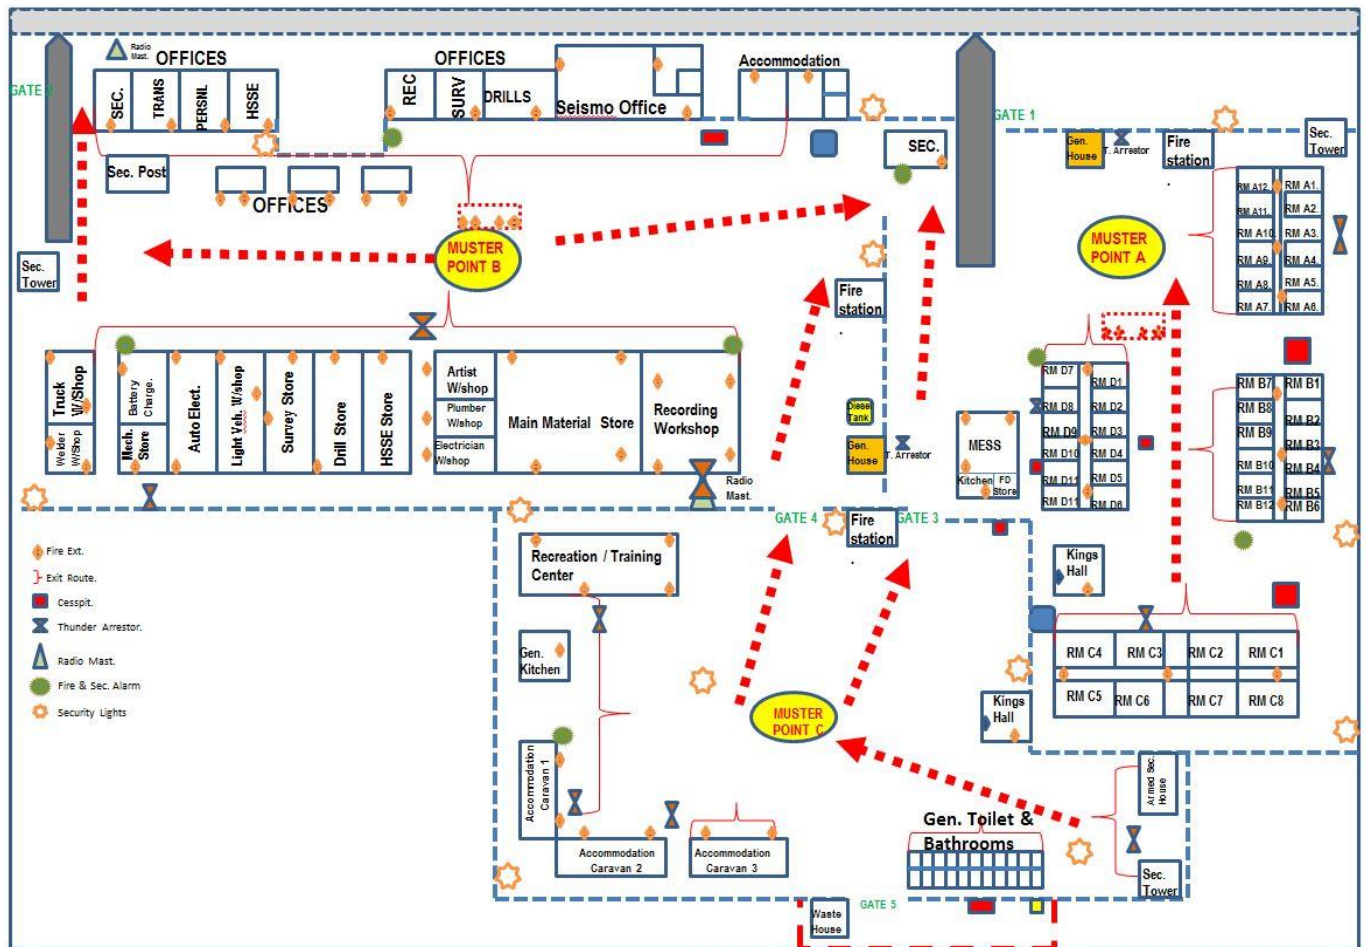 Radio
Mast.
OFFICES
OFFICES
Accommodation
GATE 2
SEC.
TRANS
PERSNL
HSSE
REC
SURV
DRILLS
Seismo Office
GATE 1
SEC.
Gen.
House
T. Arrestor
Fire
station
Sec.
Tower
Sec. Post
OFFICES
RM A12.
RM A1.
RM A11.
RM A2.
RM A10.
RM A3.
RM A9.
RM A4.
RM A8.
RM A5.
RM A7.
RM A6.
MUSTER
POINT B
MUSTER
POINT A
Sec.
Tower
Fire
station
Truck
W/Shop
Welder
W/Shop
Battery
Charge.
Mech.
Store
Auto Elect.
Light Veh. W/shop
Survey Store
Drill Store
HSSE Store
Artist
W/shop
Plumber
W/shop
Electrician
W/shop
Main Material Store
Recording
Workshop
Radio
Mast.
Diesel
Tank
Gen.
House
T. Arrestor
MESS
Kitchen
FD
Store
RM D7
RM D1
RM D8
RM D2
RM D9
RM D3
RM D10
RM D4
RM D11
RM D5
RM D11
RM D6
RM B7
RM B1
RM B8
RM B2
RM B9
RM B3
RM B10
RM B4
RM B11
RM B5
RM B12
RM B6
GATE 4
Fire
station
GATE 3
Fire Ext.
Exit Route.
Cesspit.
Thunder Arrestor.
Radio Mast.
Fire & Sec. Alarm
Security Lights
Recreation / Training
Center
Kings
Hall
Gen.
Kitchen
RM C4
RM C3
RM C2
RM C1
RM C5
RM C6
RM C7
RM C8
Kings
Hall
MUSTER
POINT C
Accommodation
Caravan 1
Accommodation
Caravan 2
Accommodation
Caravan 3
Gen. Toilet &
Bathrooms
Armed Sec.
House
Sec.
Tower
Waste
House
GATE 5